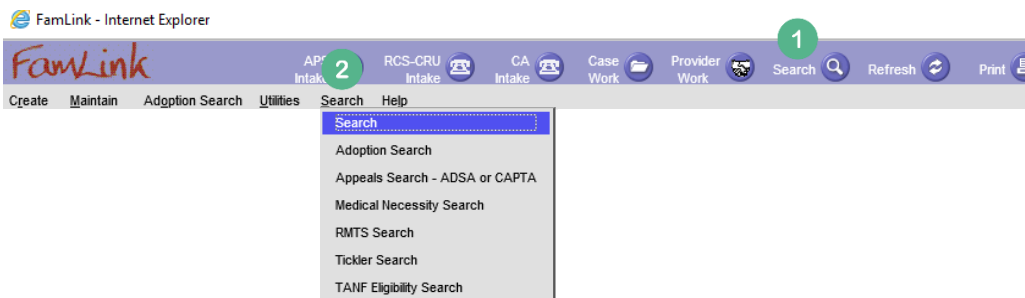 FamLink - Internet Explorer
1
FamLink
2
RCS-CRU Intake
CA Intake
Case Work
Provider Work
Search
Refresh
Print
Create Maintain Adoption Search Utilities Search Help
Search
Adoption Search
Appeals Search - ADSA or CAPTA
Medical Necessity Search
RMTS Search
Tickler Search
TANF Eligibility Search